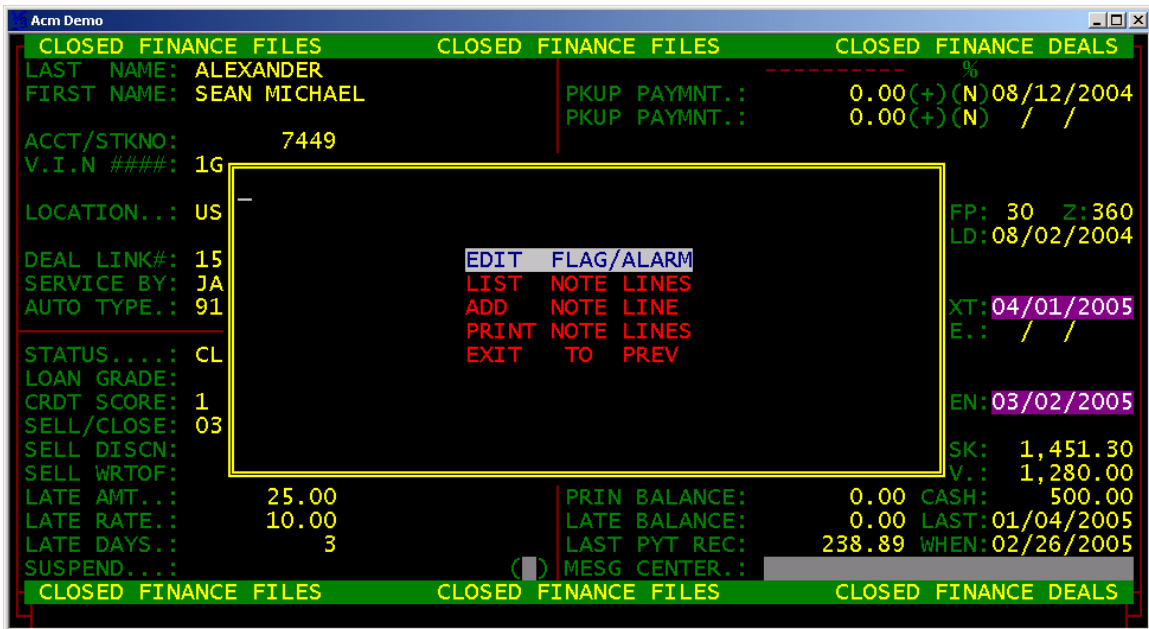 Acm Demo
CLOSED FINANCE FILES CLOSED FINANCE FILES CLOSED FINANCE DEALS
LAST NAME: ALEXANDER ---------- %
FIRST NAME: SEAN MICHAEL PKUP PAYMNT.: 0.00(+)(N)08/12/2004
PKUP PAYMNT.: 0.00(+)(N) / /
ACCT/STKNO: 7449
V.I.N ####: 1G
LOCATION..: US FP: 30 Z:360
LD:08/02/2004
DEAL LINK#: 15 EDIT FLAG/ALARM
SERVICE BY: JA LIST NOTE LINES
AUTO TYPE.: 91 ADD NOTE LINE XT:04/01/2005
PRINT NOTE LINES E.: / /
STATUS....: CL EXIT TO PREV
LOAN GRADE:
CRDT SCORE: 1 EN:03/02/2005
SELL/CLOSE: 03
SELL DISCN: SK: 1,451.30
SELL WRTOF: V.: 1,280.00
LATE AMT..: 25.00 PRIN BALANCE: 0.00 CASH: 500.00
LATE RATE.: 10.00 LATE BALANCE: 0.00 LAST:01/04/2005
LATE DAYS.: 3 LAST PYT REC: 238.89 WHEN:02/26/2005
SUSPEND...: ( ) MESG CENTER.:
CLOSED FINANCE FILES CLOSED FINANCE FILES CLOSED FINANCE DEALS